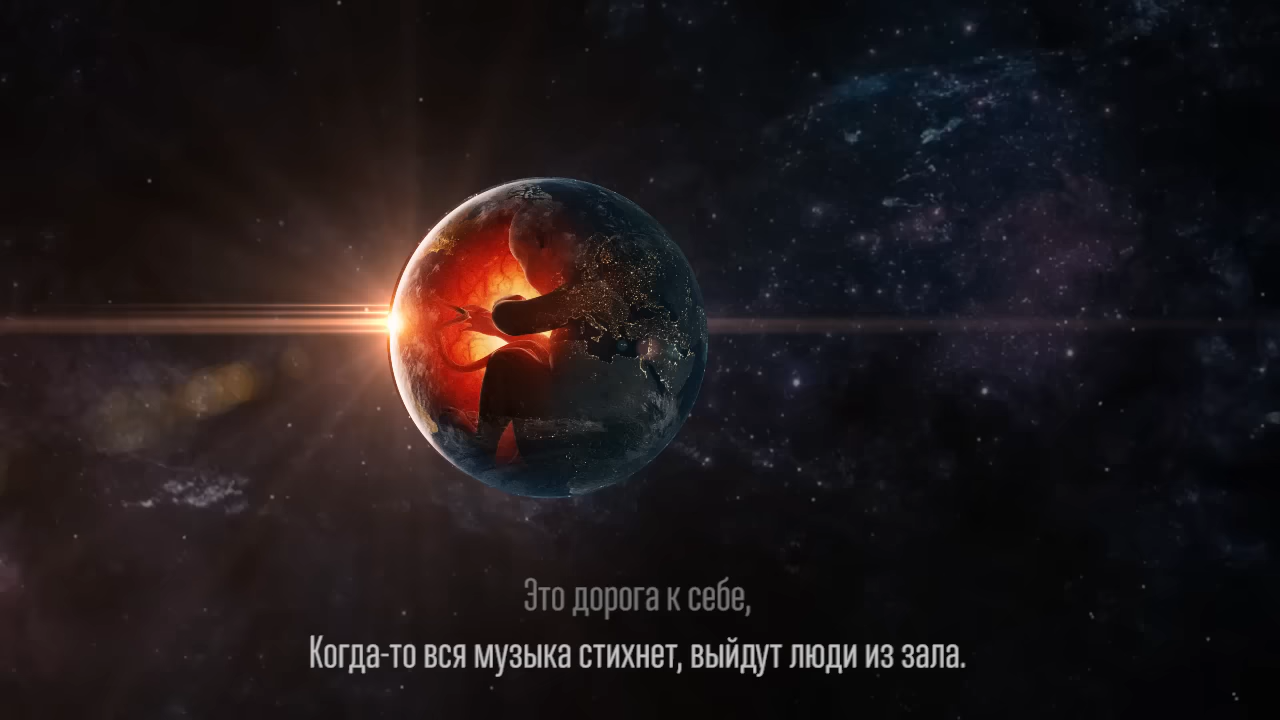 Это дорога к себе,
Когда-то вся музыка стихнет, выйдут люди из зала.